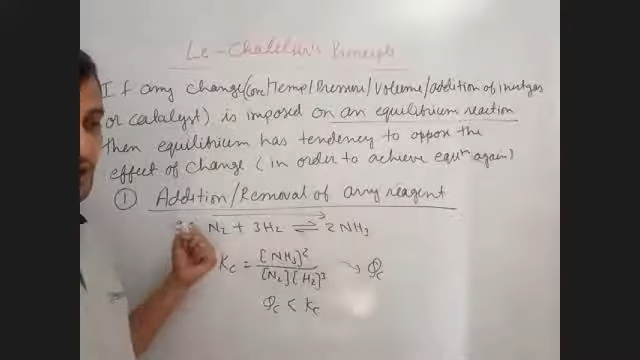 Le-Chatelier's Principle
If any change (Conc/Temp/Pressure/Volume/addition of inert gas
or catalyst) is imposed on an equilibrium reaction
then equilibrium has tendency to oppose the
effect of change (in order to achieve eqm again)
① Addition/Removal of any reagent
N₂ + 3H₂ ⇌ 2NH₃
Kc = [NH₃]² / [N₂][H₂]³ → Qc
Qc < Kc